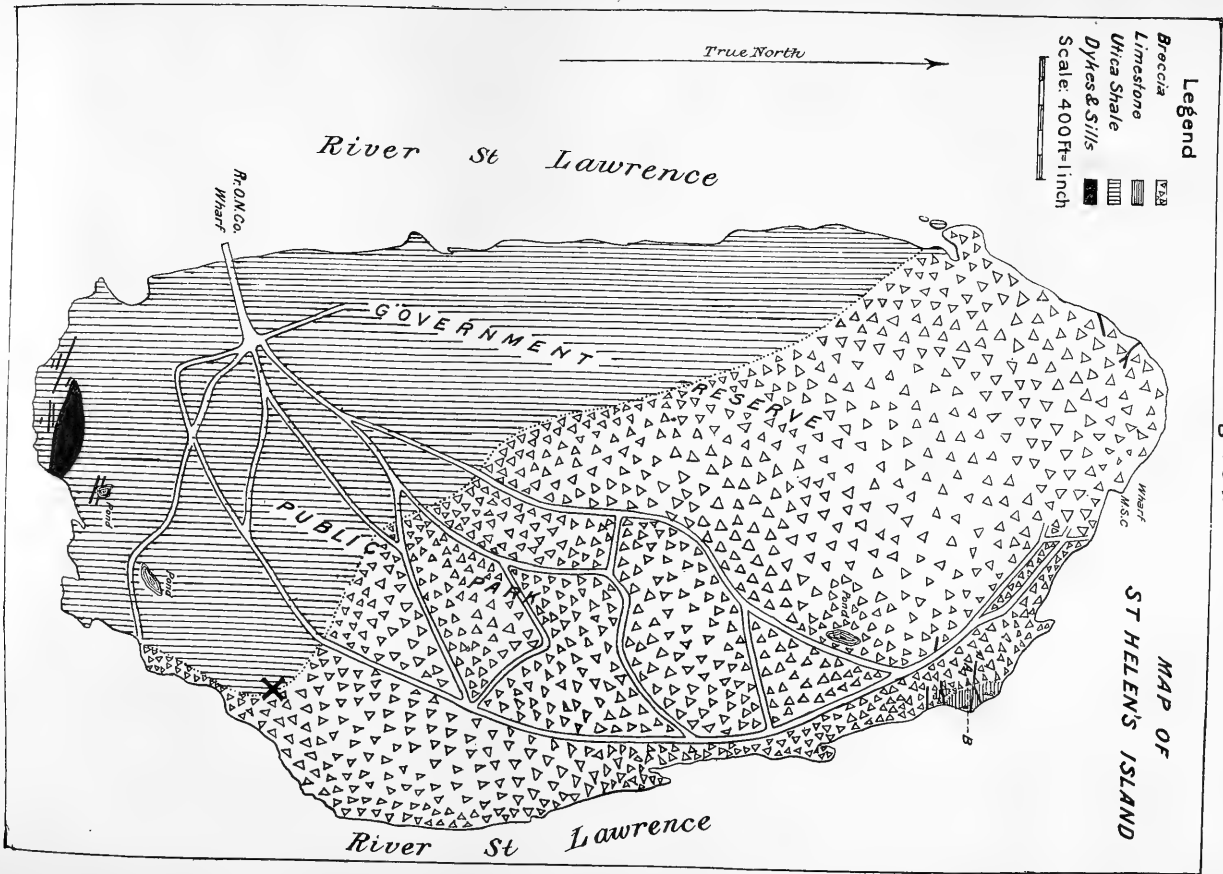 MAP OF
ST HELEN'S ISLAND
Legend
Breccia
Limestone
Utica Shale
Dykes & Sills
Scale: 400 Ft = 1 inch
True North
River St Lawrence
Wharf
M.S.C
R.O.N.Co.
Wharf
GOVERNMENT
RESERVE
PUBLIC
PARK
Pond
Pond
Pond
B
X
River St Lawrence